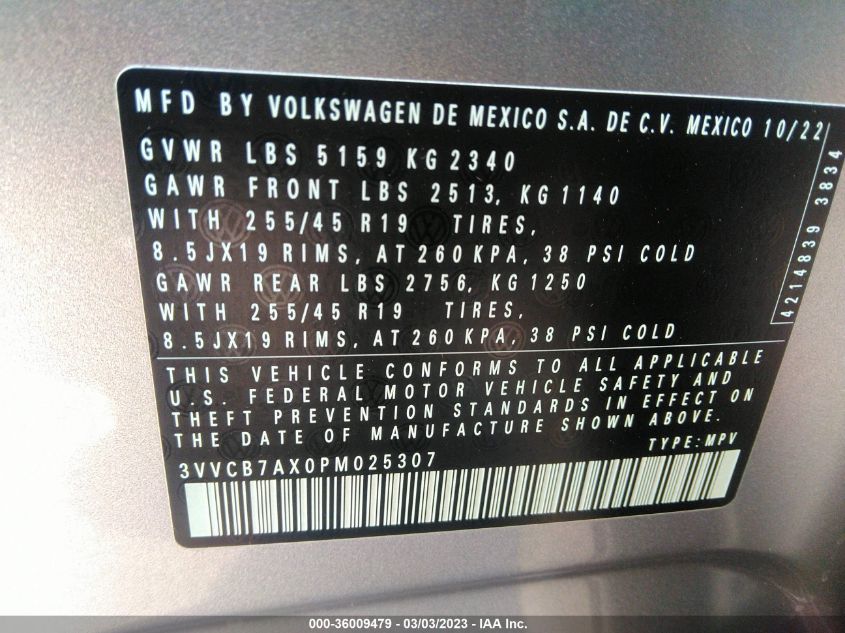 MFD BY VOLKSWAGEN DE MEXICO S.A. DE C.V. MEXICO 10/22
GVWR LBS 5159 KG 2340
GAWR FRONT LBS 2513, KG 1140
WITH 255/45 R19 TIRES,
8.5JX19 RIMS, AT 260 KPA, 38 PSI COLD
GAWR REAR LBS 2756, KG 1250
WITH 255/45 R19 TIRES,
8.5JX19 RIMS, AT 260 KPA, 38 PSI COLD
4214839 3834
THIS VEHICLE CONFORMS TO ALL APPLICABLE
U.S. FEDERAL MOTOR VEHICLE SAFETY AND
THEFT PREVENTION STANDARDS IN EFFECT ON
THE DATE OF MANUFACTURE SHOWN ABOVE.
TYPE: MPV
3VVCB7AX0PM025307
000-36009479 - 03/03/2023 - IAA Inc.